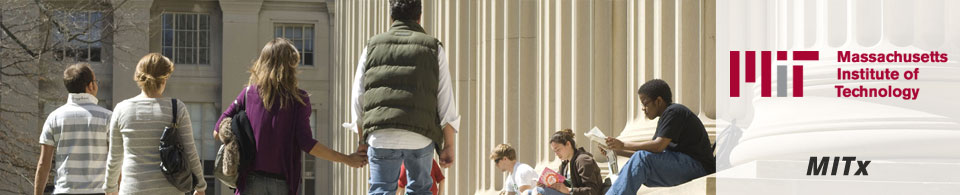 MIT
Massachusetts
Institute of
Technology
MITx